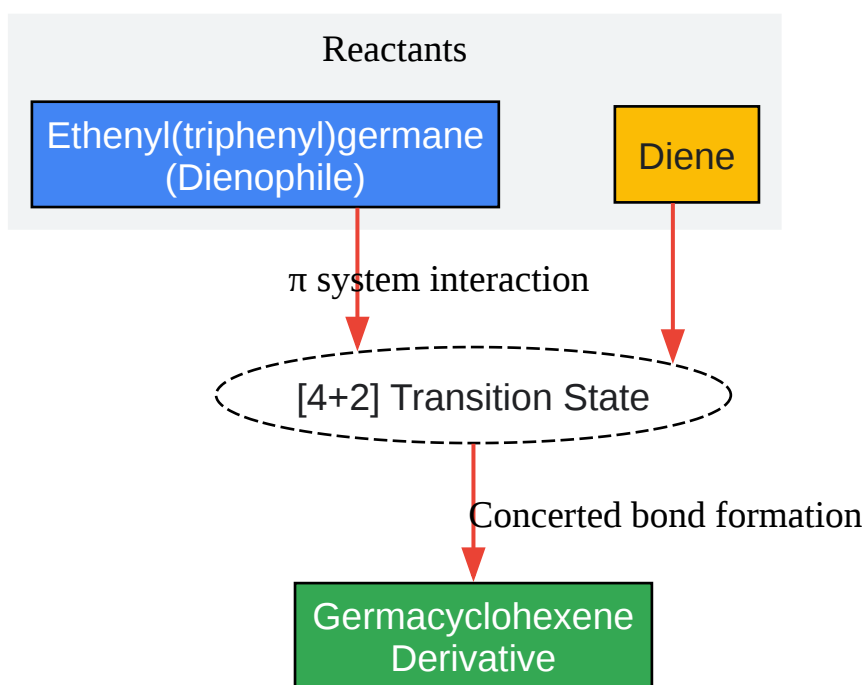 Reactants
Ethenyl(triphenyl)germane
(Dienophile)
Diene
π system interaction
[4+2] Transition State
Concerted bond formation
Germacyclohexene
Derivative